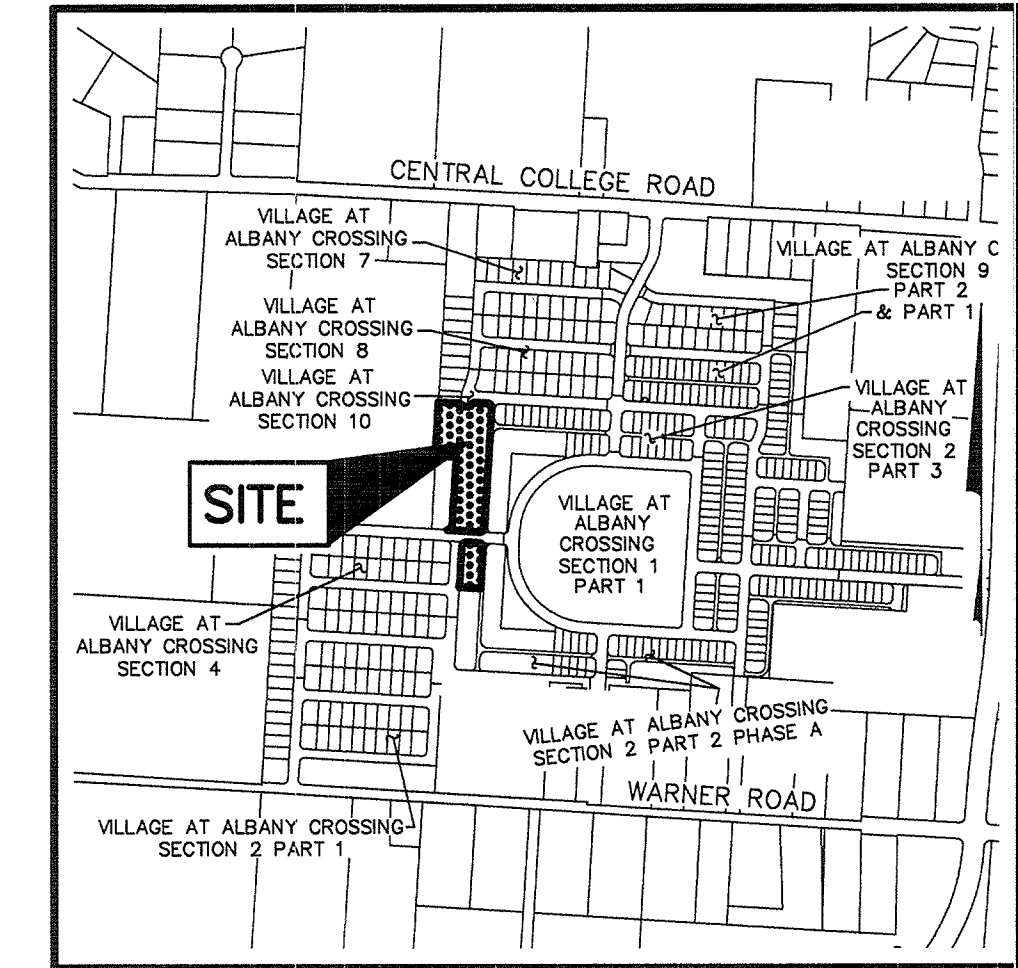 CENTRAL COLLEGE ROAD
VILLAGE AT
ALBANY CROSSING
SECTION 7
VILLAGE AT ALBANY C
SECTION 9
PART 2
& PART 1
VILLAGE AT
ALBANY CROSSING
SECTION 8
VILLAGE AT
ALBANY CROSSING
SECTION 10
VILLAGE AT
ALBANY
CROSSING
SECTION 2
PART 3
SITE
VILLAGE AT
ALBANY
CROSSING
SECTION 1
PART 1
VILLAGE AT
ALBANY CROSSING
SECTION 4
VILLAGE AT ALBANY CROSSING
SECTION 2 PART 2 PHASE A
WARNER ROAD
VILLAGE AT ALBANY CROSSING
SECTION 2 PART 1